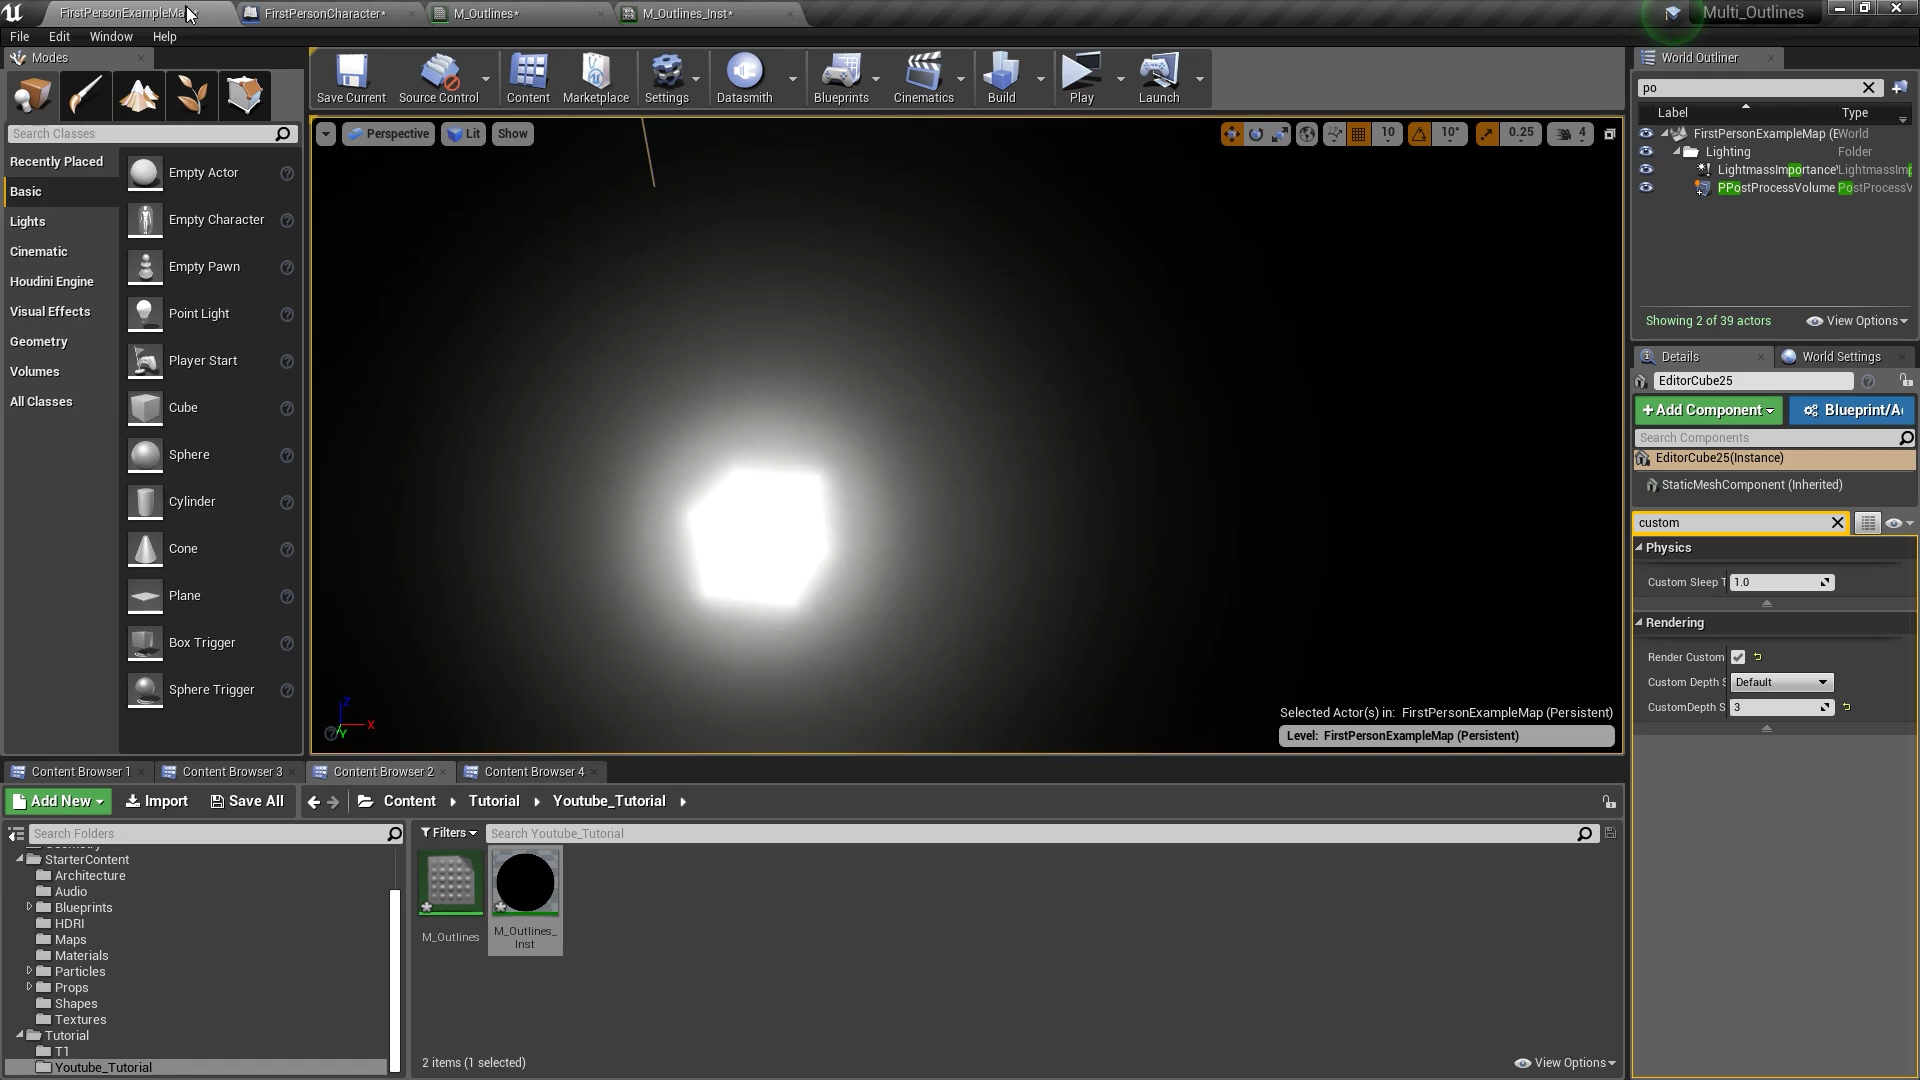 FirstPersonExampleMa
FirstPersonCharacter*
M_Outlines*
M_Outlines_Inst*
Multi_Outlines
File Edit Window Help
Modes
Search Classes
Recently Placed
Basic
Lights
Cinematic
Houdini Engine
Visual Effects
Geometry
Volumes
All Classes
Empty Actor
Empty Character
Empty Pawn
Point Light
Player Start
Cube
Sphere
Cylinder
Cone
Plane
Box Trigger
Sphere Trigger
Save Current
Source Control
Content
Marketplace
Settings
Datasmith
Blueprints
Cinematics
Build
Play
Launch
Perspective
Lit
Show
10
10°
0.25
4
Z
X
Y
Selected Actor(s) in: FirstPersonExampleMap (Persistent)
Level: FirstPersonExampleMap (Persistent)
World Outliner
po
Label Type
FirstPersonExampleMap (E World
Lighting Folder
LightmassImportance LightmassImp
PPostProcessVolume PostProcessV
Showing 2 of 39 actors
View Options
Details
World Settings
EditorCube25
+Add Component
Blueprint/A
Search Components
EditorCube25(Instance)
StaticMeshComponent (Inherited)
custom
Physics
Custom Sleep T 1.0
Rendering
Render Custom
Custom Depth S Default
CustomDepth S 3
Content Browser 1
Content Browser 3
Content Browser 2
Content Browser 4
Add New
Import
Save All
Content
Tutorial
Youtube_Tutorial
Search Folders
Filters
Search Youtube_Tutorial
StarterContent
Architecture
Audio
Blueprints
HDRI
Maps
Materials
Particles
Props
Shapes
Textures
Tutorial
T1
Youtube_Tutorial
M_Outlines
M_Outlines_
Inst
2 items (1 selected)
View Options